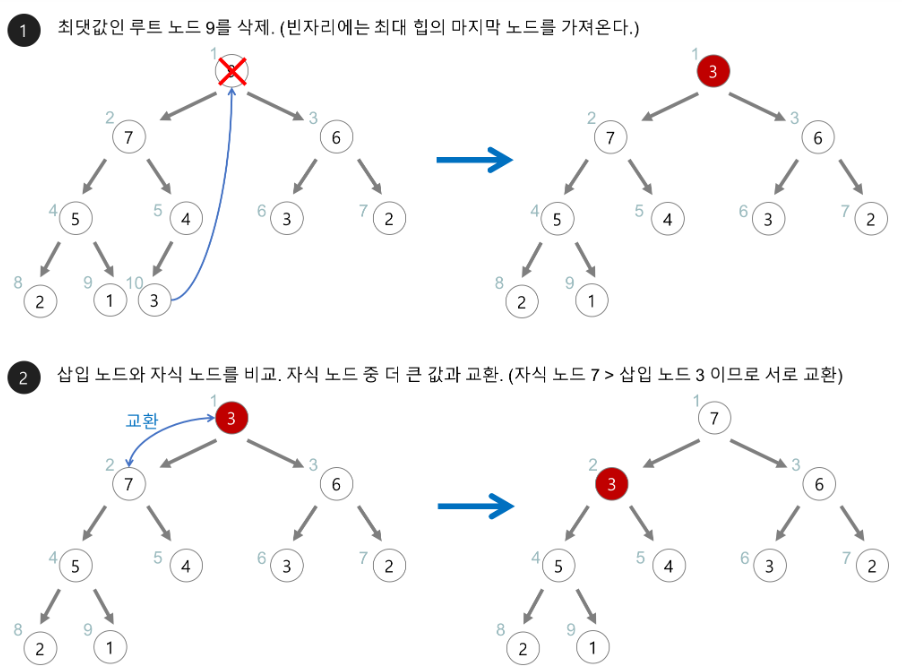 1 최댓값인 루트 노드 9를 삭제. (빈자리에는 최대 힙의 마지막 노드를 가져온다.)
1 1
3
2 3 2 3
7 6 7 6
4 5 6 7 4 5 6 7
5 4 3 2 5 4 3 2
8 9 10 8 9
2 1 3 2 1
2 삽입 노드와 자식 노드를 비교. 자식 노드 중 더 큰 값과 교환. (자식 노드 7 > 삽입 노드 3 이므로 서로 교환)
1 1
교환 3 7
2 3 2 3
7 6 3 6
4 5 6 7 4 5 6 7
5 4 3 2 5 4 3 2
8 9 8 9
2 1 2 1